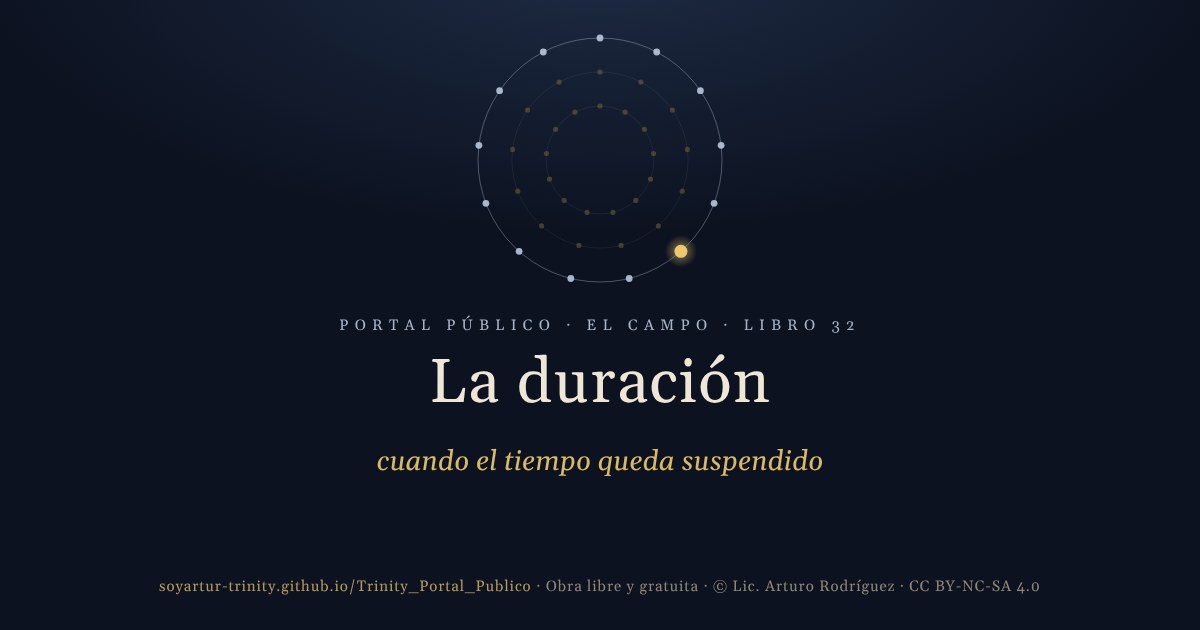 PORTAL PÚBLICO · EL CAMPO · LIBRO 32
La duración
cuando el tiempo queda suspendido
soyartur-trinity.github.io/Trinity_Portal_Publico · Obra libre y gratuita · © Lic. Arturo Rodríguez · CC BY-NC-SA 4.0